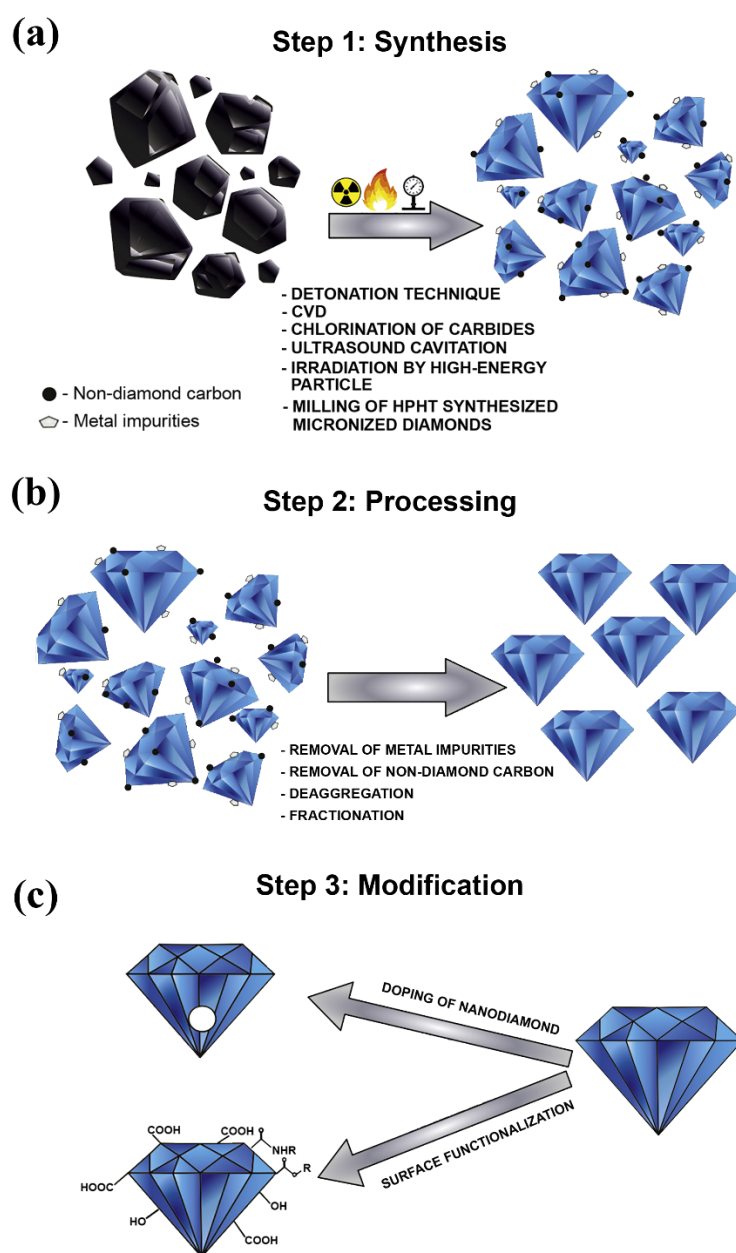 (a)
Step 1: Synthesis
- DETONATION TECHNIQUE
- CVD
- CHLORINATION OF CARBIDES
- ULTRASOUND CAVITATION
- IRRADIATION BY HIGH-ENERGY
PARTICLE
- MILLING OF HPHT SYNTHESIZED
MICRONIZED DIAMONDS
- Non-diamond carbon
- Metal impurities
(b)
Step 2: Processing
- REMOVAL OF METAL IMPURITIES
- REMOVAL OF NON-DIAMOND CARBON
- DEAGGREGATION
- FRACTIONATION
(c)
Step 3: Modification
DOPING OF NANODIAMOND
SURFACE FUNCTIONALIZATION
COOH
COOH
O
NHR
O
O
R
HOOC
OH
HO
COOH